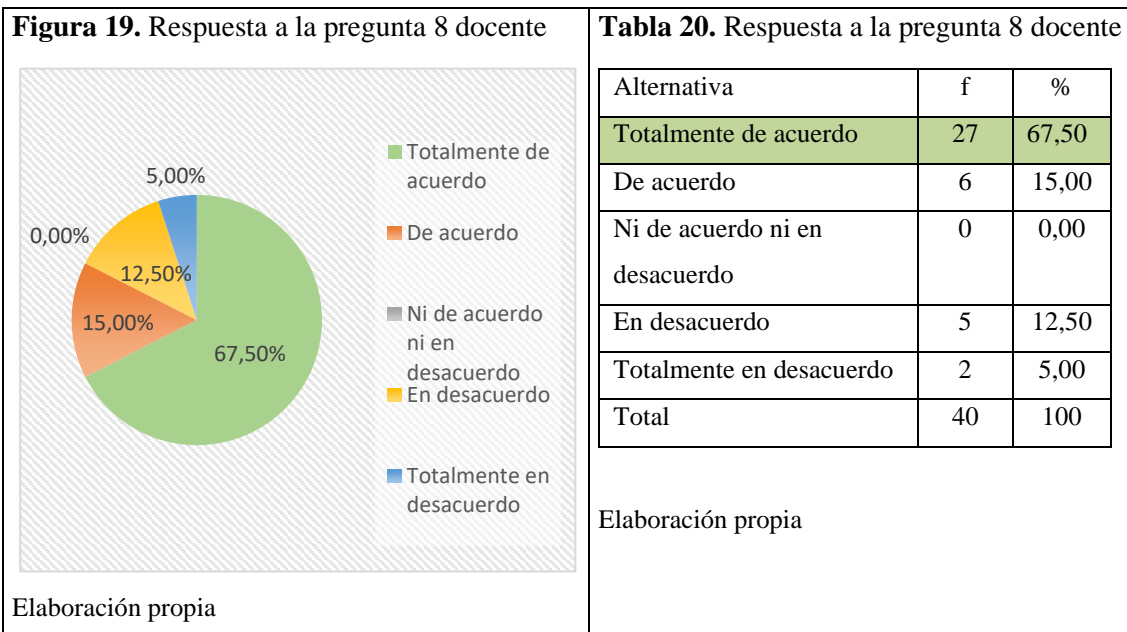 Figura 19. Respuesta a la pregunta 8 docente
5,00%
0,00%
12,50%
15,00%
67,50%
Totalmente de
acuerdo
De acuerdo
Ni de acuerdo
ni en
desacuerdo
En desacuerdo
Totalmente en
desacuerdo
Elaboración propia
Tabla 20. Respuesta a la pregunta 8 docente
Alternativa f %
Totalmente de acuerdo 27 67,50
De acuerdo 6 15,00
Ni de acuerdo ni en 0 0,00
desacuerdo
En desacuerdo 5 12,50
Totalmente en desacuerdo 2 5,00
Total 40 100
Elaboración propia